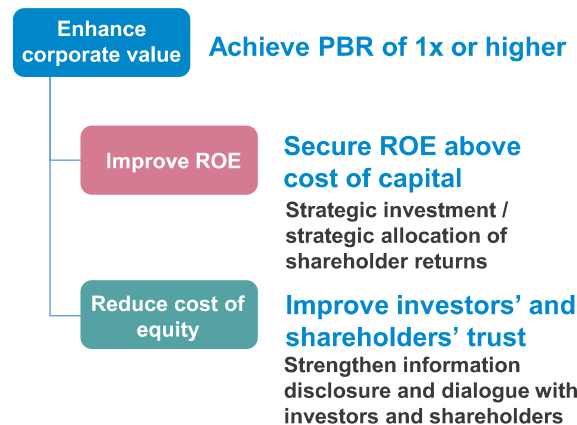 Enhance
corporate value
Achieve PBR of 1x or higher
Improve ROE
Secure ROE above
cost of capital
Strategic investment /
strategic allocation of
shareholder returns
Reduce cost of
equity
Improve investors’ and
shareholders’ trust
Strengthen information
disclosure and dialogue with
investors and shareholders